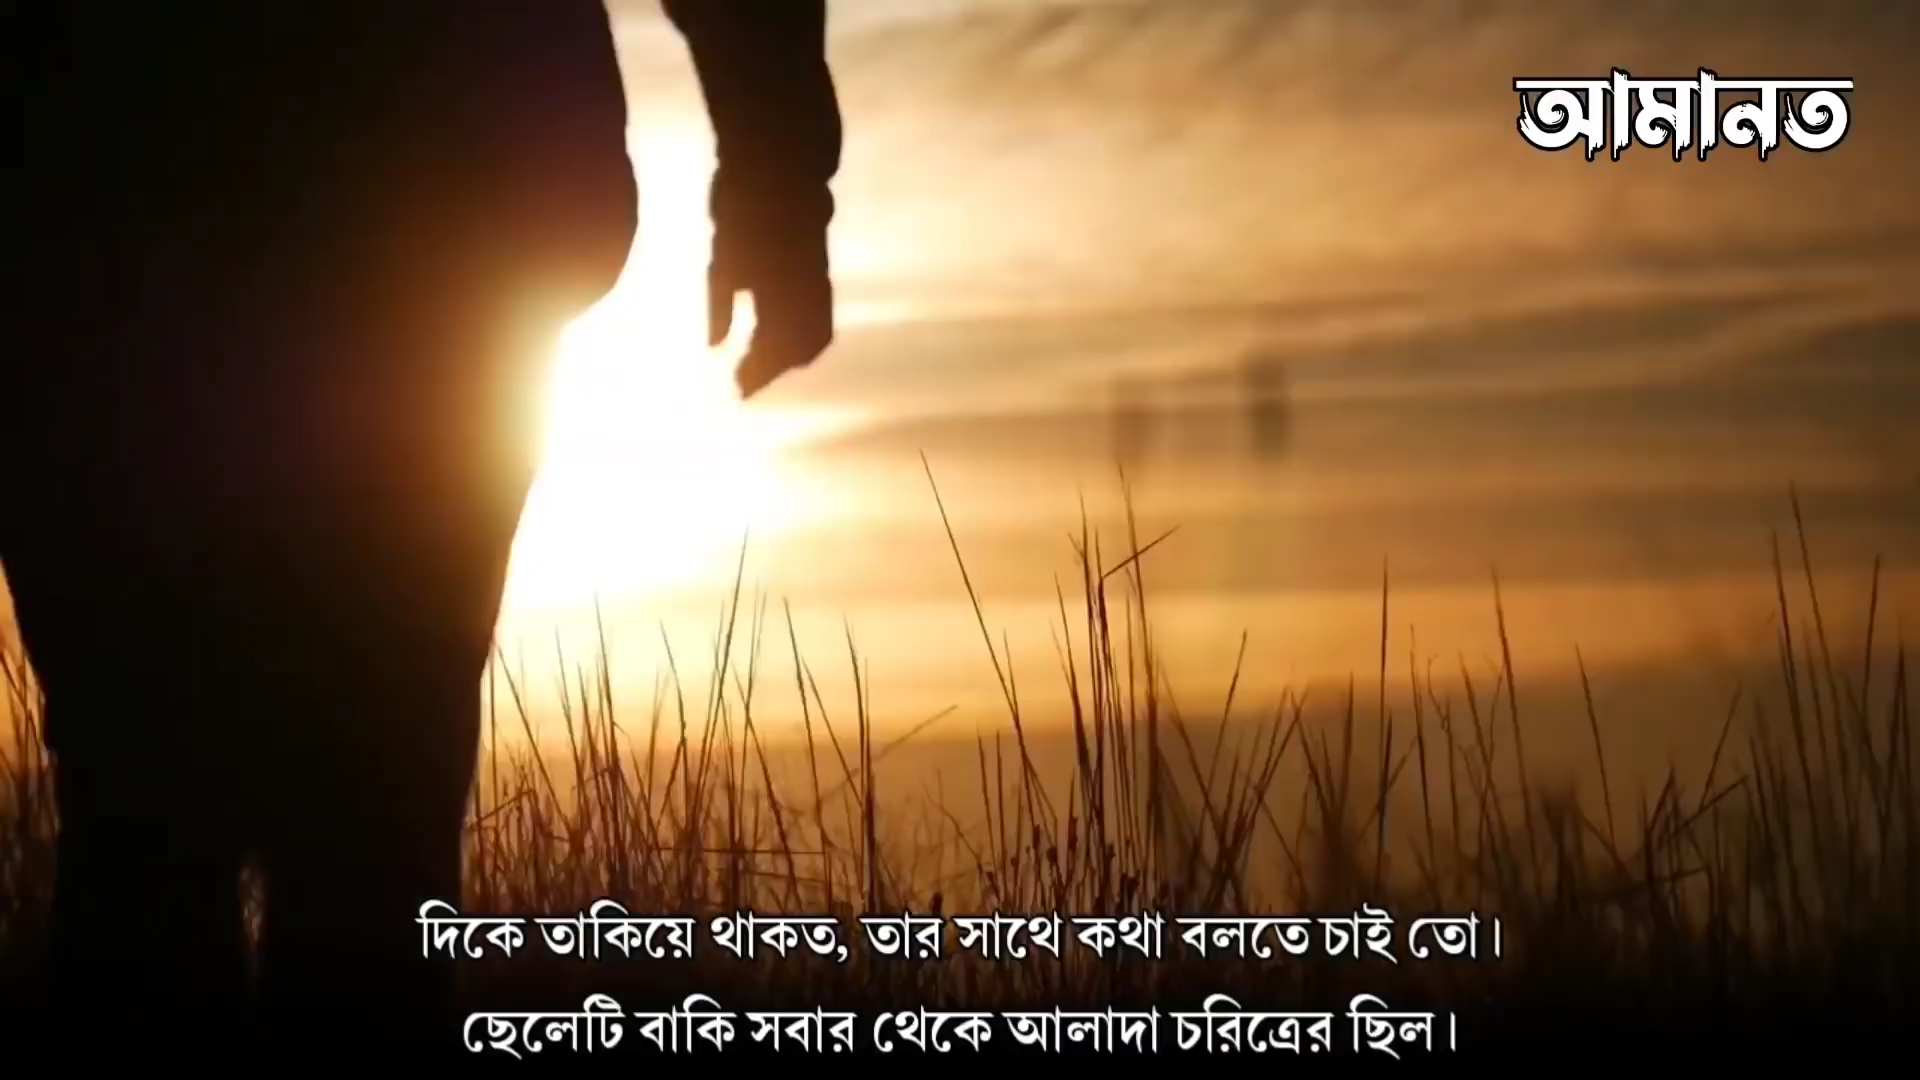 আমানত
দিকে তাকিয়ে থাকত, তার সাথে কথা বলতে চাই তো।
ছেলেটি বাকি সবার থেকে আলাদা চরিত্রের ছিল।